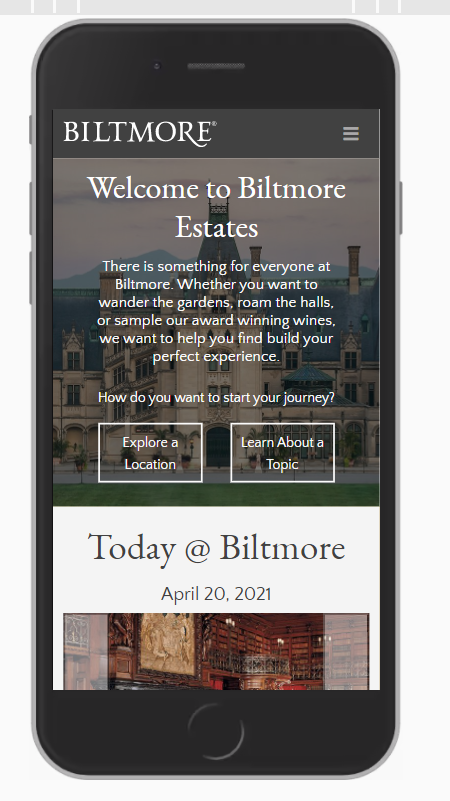 BILTMORE®
Welcome to Biltmore
Estates
There is something for everyone at
Biltmore. Whether you want to
wander the gardens, roam the halls,
or sample our award winning wines,
we want to help you find build your
perfect experience.
How do you want to start your journey?
Explore a
Location
Learn About a
Topic
Today @ Biltmore
April 20, 2021